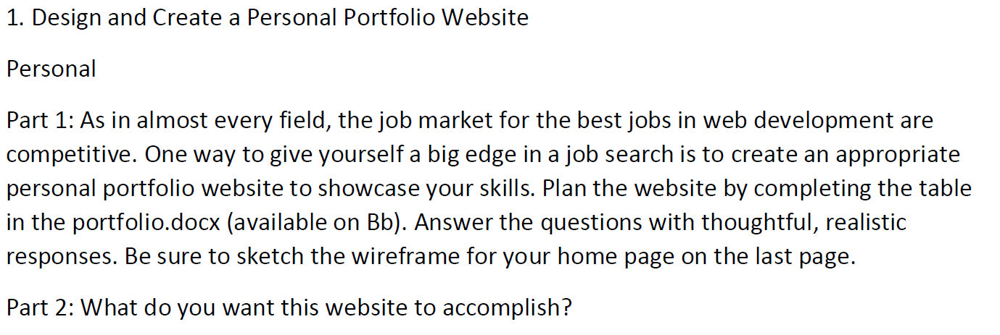 1. Design and Create a Personal Portfolio Website
Personal
Part 1: As in almost every field, the job market for the best jobs in web development are
competitive. One way to give yourself a big edge in a job search is to create an appropriate
personal portfolio website to showcase your skills. Plan the website by completing the table
in the portfolio.docx (available on Bb). Answer the questions with thoughtful, realistic
responses. Be sure to sketch the wireframe for your home page on the last page.
Part 2: What do you want this website to accomplish?